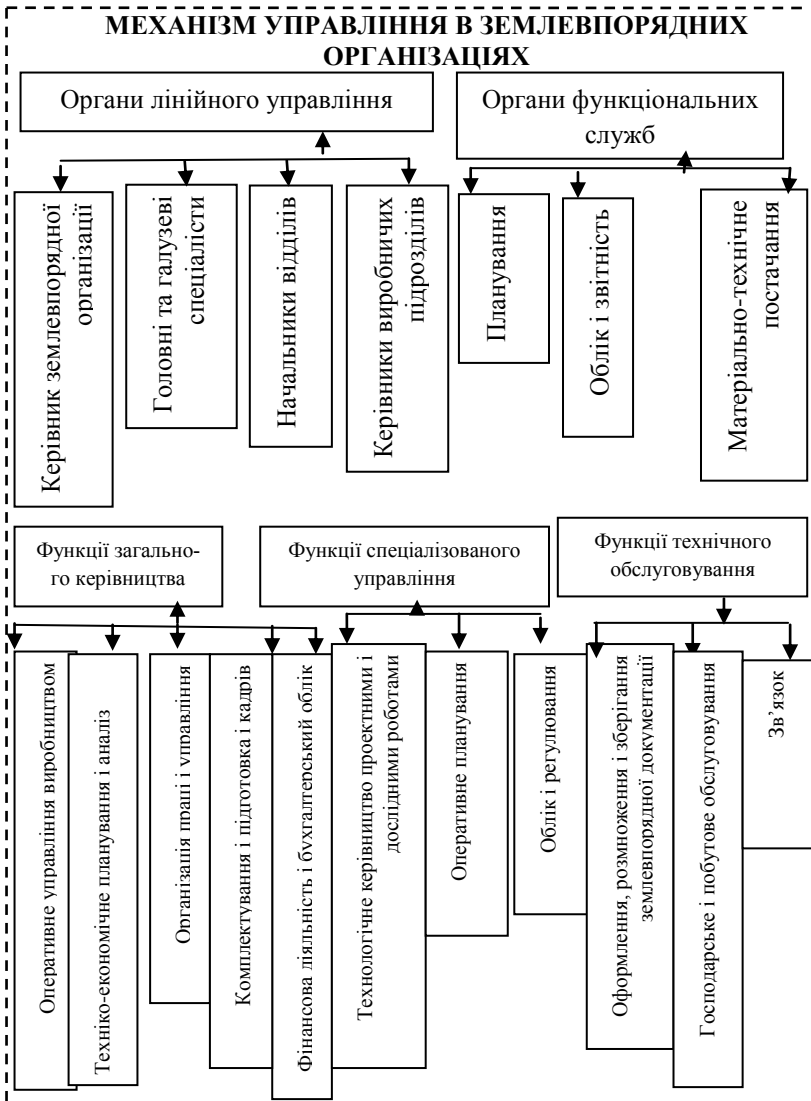 МЕХАНІЗМ УПРАВЛІННЯ В ЗЕМЛЕВПОРЯДНИХ
ОРГАНІЗАЦІЯХ
Органи лінійного управління
Органи функціональних
служб
Керівник землевпорядної
організації
Головні та галузеві
спеціалісти
Начальники відділів
Керівники виробничих
підрозділів
Планування
Облік і звітність
Матеріально-технічне
постачання
Функції загально-
го керівництва
Функції спеціалізованого
управління
Функції технічного
обслуговування
Оперативне управління виробництвом
Техніко-економічне планування і аналіз
Організація праці і управління
Комплектування і підготовка і кадрів
Фінансова діяльність і бухгалтерський облік
Технологічне керівництво проектними і
дослідними роботами
Оперативне планування
Облік і регулювання
Оформлення, розмноження і зберігання
землевпорядної документації
Господарське і побутове обслуговування
Зв’язок